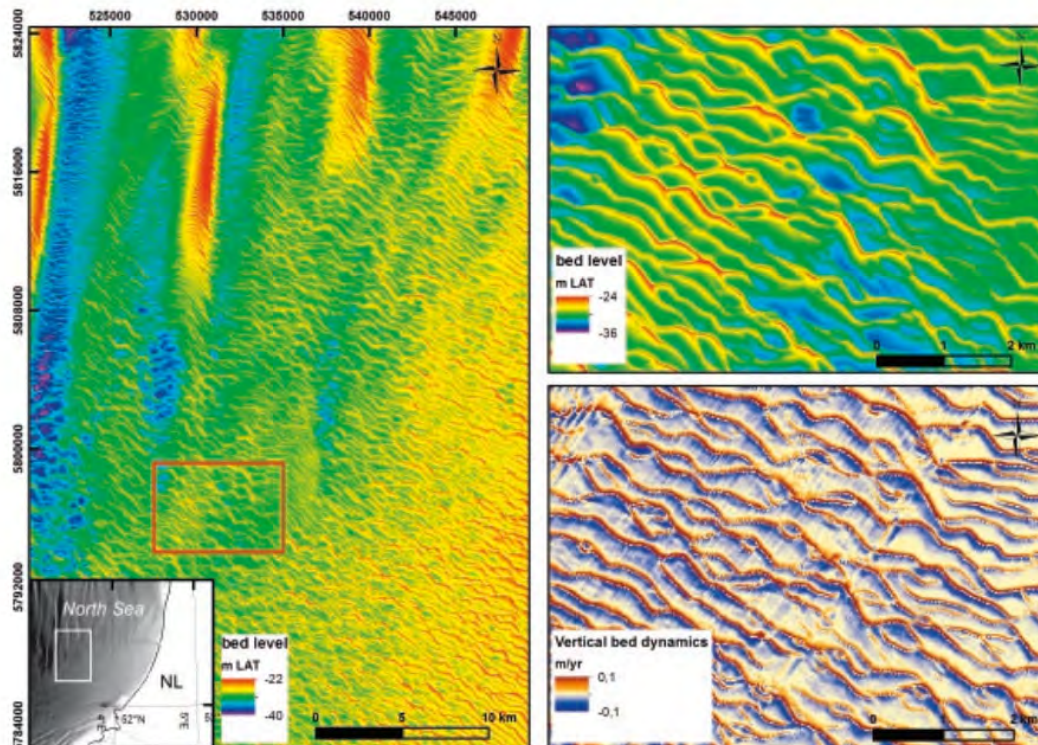 525000 530000 535000 540000 545000
5824000
5816000
5808000
5800000
5792000
5784000
North Sea
NL
52°N
bed level
m LAT
-22
-40
0 5 10 km
bed level
m LAT
-24
-36
0 1 2 km
Vertical bed dynamics
m/yr
0,1
-0,1
0 1 2 km